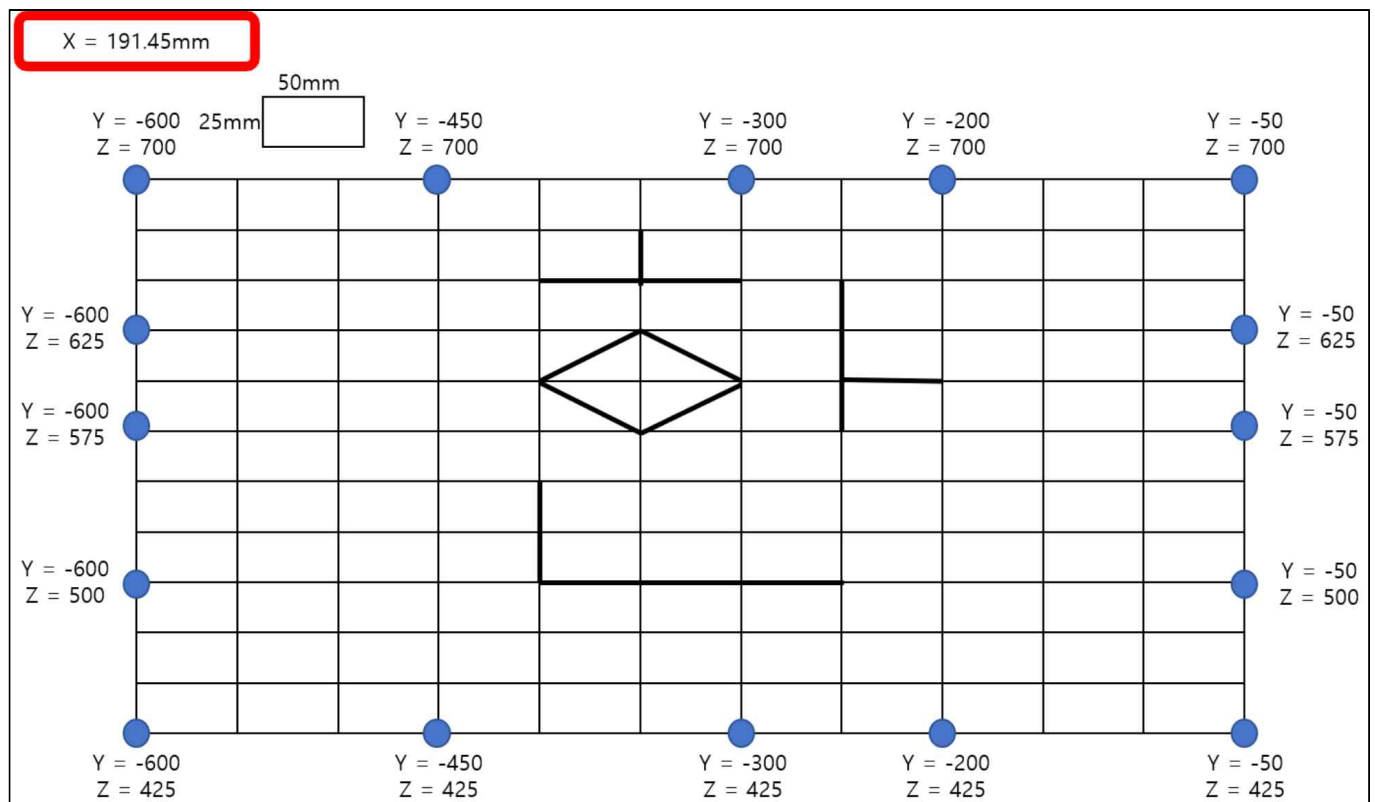 X = 191.45mm
50mm
25mm
Y = -600
Z = 700
Y = -450
Z = 700
Y = -300
Z = 700
Y = -200
Z = 700
Y = -50
Z = 700
Y = -600
Z = 625
Y = -50
Z = 625
Y = -600
Z = 575
Y = -50
Z = 575
Y = -600
Z = 500
Y = -50
Z = 500
Y = -600
Z = 425
Y = -450
Z = 425
Y = -300
Z = 425
Y = -200
Z = 425
Y = -50
Z = 425